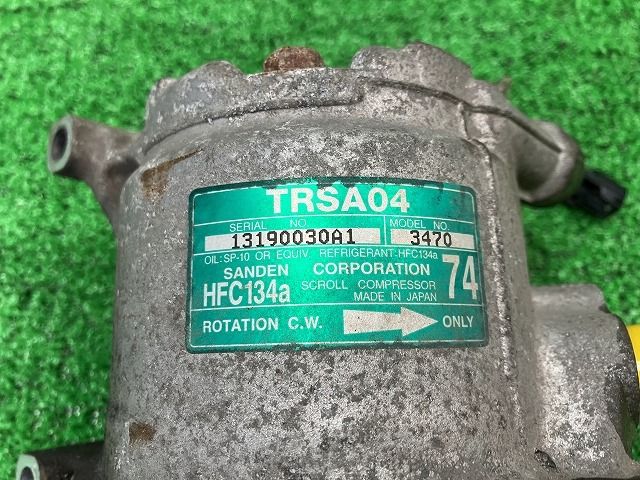 TRSA04
SERIAL NO MODEL NO.
13190030A1 3470
OIL:SP-10 OR EQUIV. REFRIGERANT:HFC134a
SANDEN CORPORATION 74
HFC134a SCROLL COMPRESSOR
MADE IN JAPAN
ROTATION C.W. ONLY